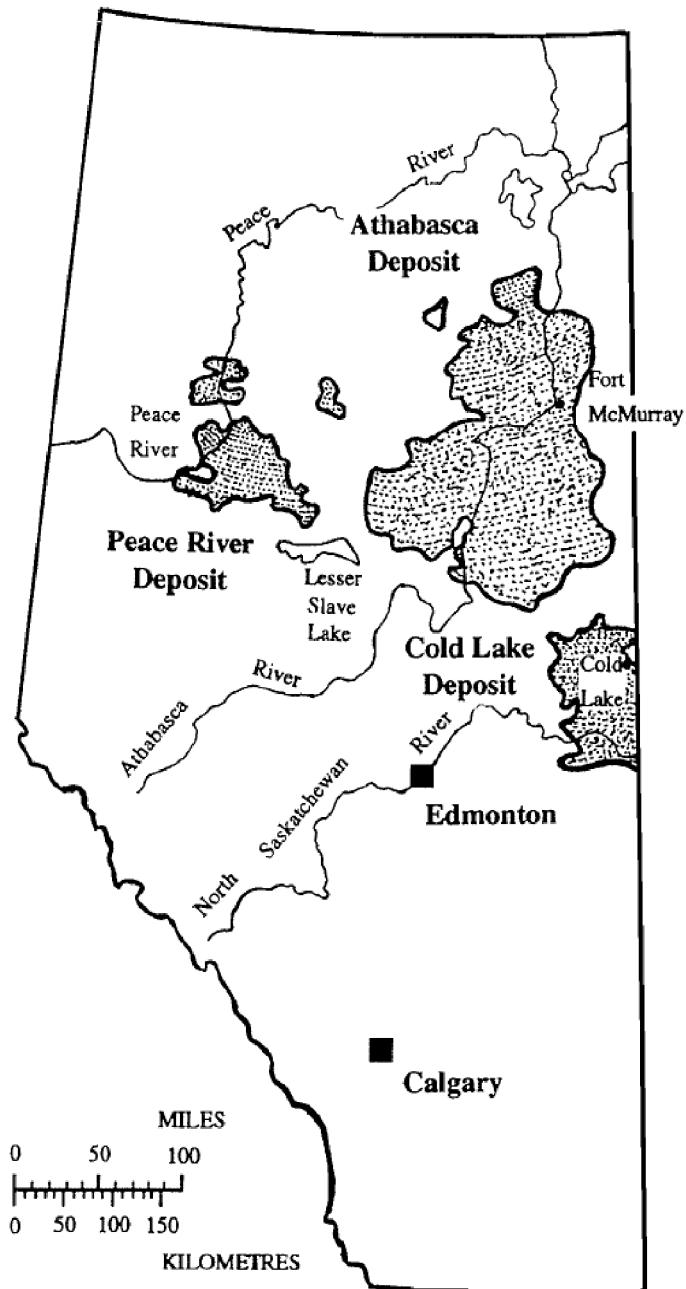 River
Peace
Athabasca
Deposit
Fort
McMurray
Peace
River
Peace River
Deposit
Lesser
Slave
Lake
Cold Lake
Deposit
Cold
Lake
River
Athabasca
River
Saskatchewan
North
Edmonton
Calgary
MILES
0 50 100
0 50 100 150
KILOMETRES